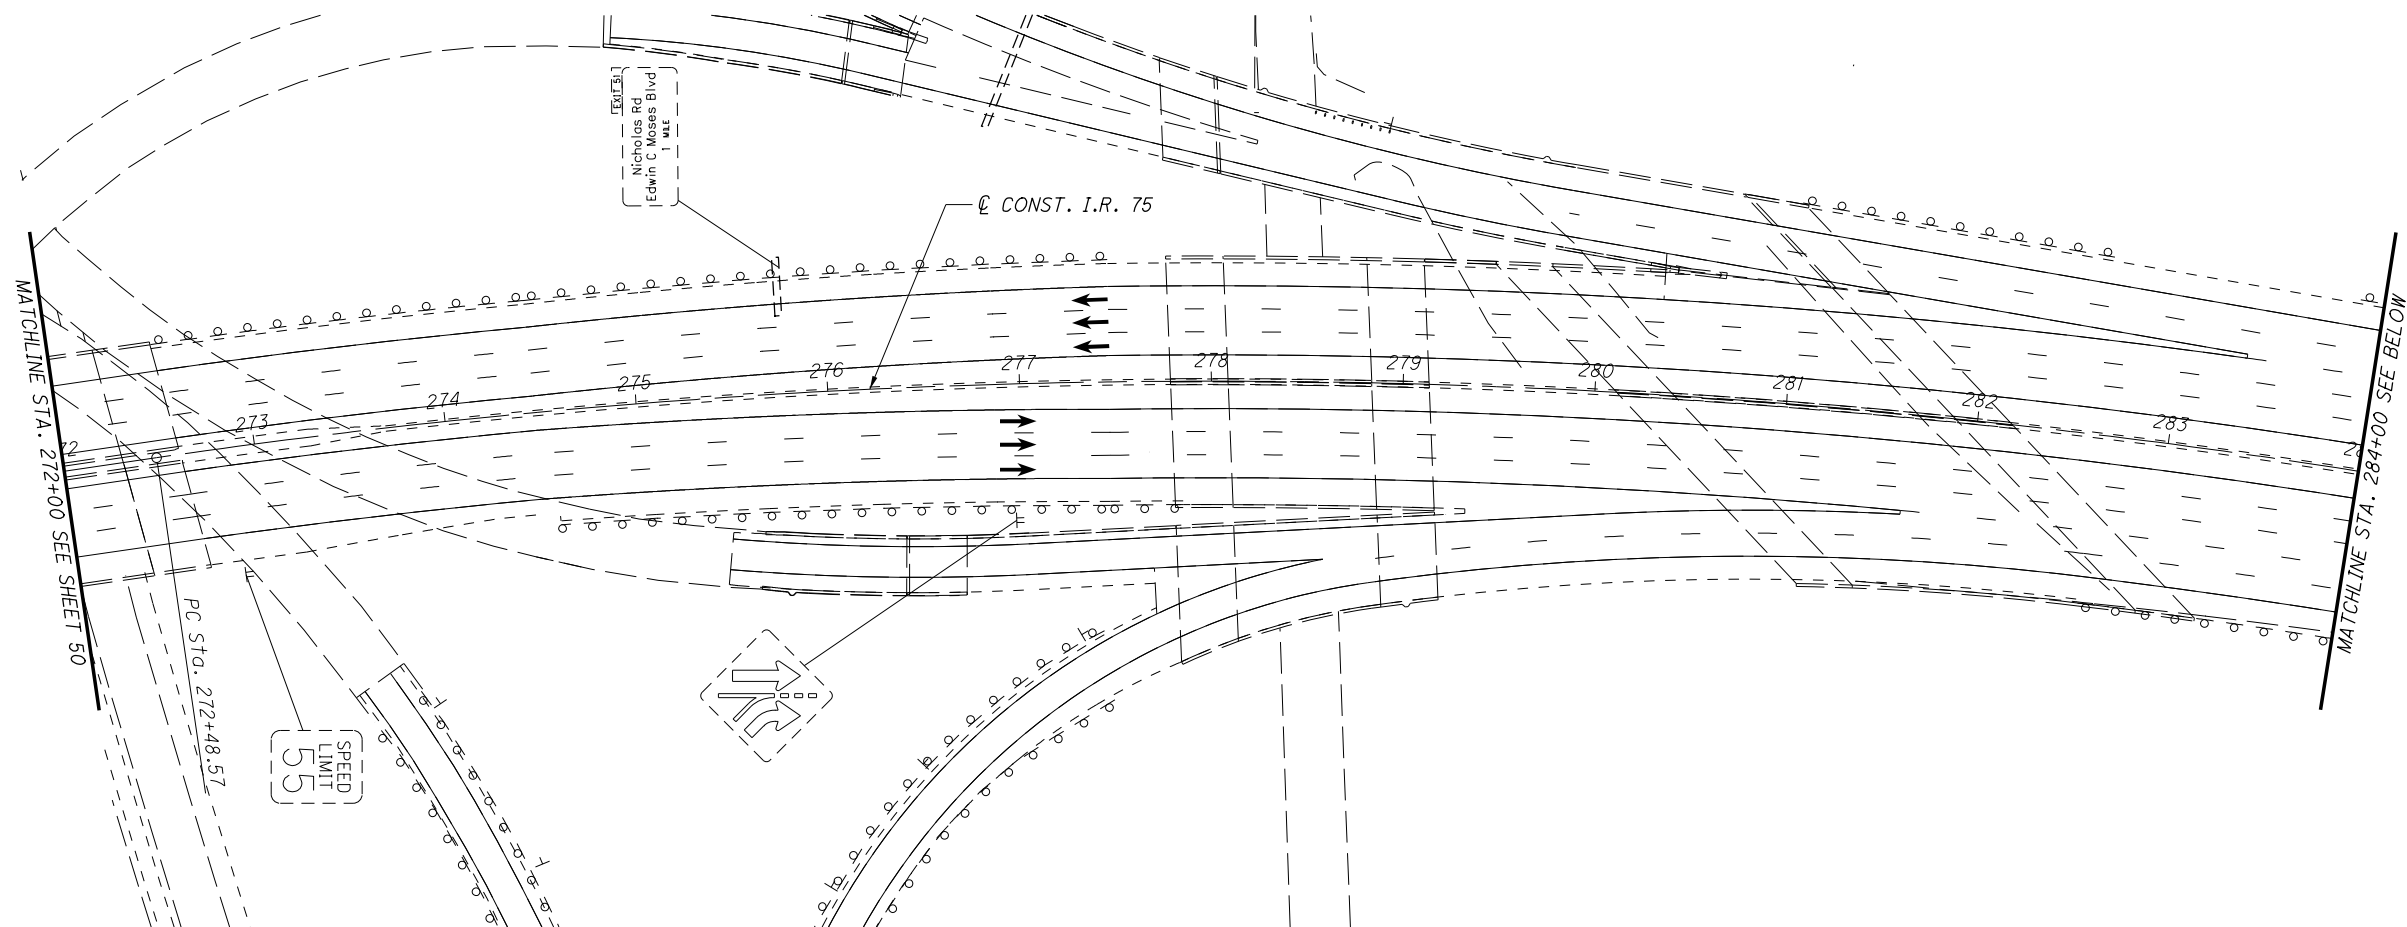 EXIT 51
Nicholas Rd
Edwin C Moses Blvd
1 MILE
℄ CONST. I.R. 75
MATCHLINE STA. 272+00 SEE SHEET 50
72
273
274
275
276
277
278
279
280
281
282
283
28
MATCHLINE STA. 284+00 SEE BELOW
PC Sta. 272+48.57
SPEED
LIMIT
55